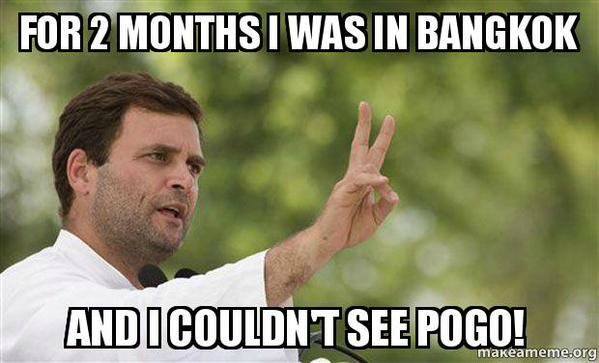 FOR 2 MONTHS I WAS IN BANGKOK
AND I COULDN'T SEE POGO!
makeameme.org